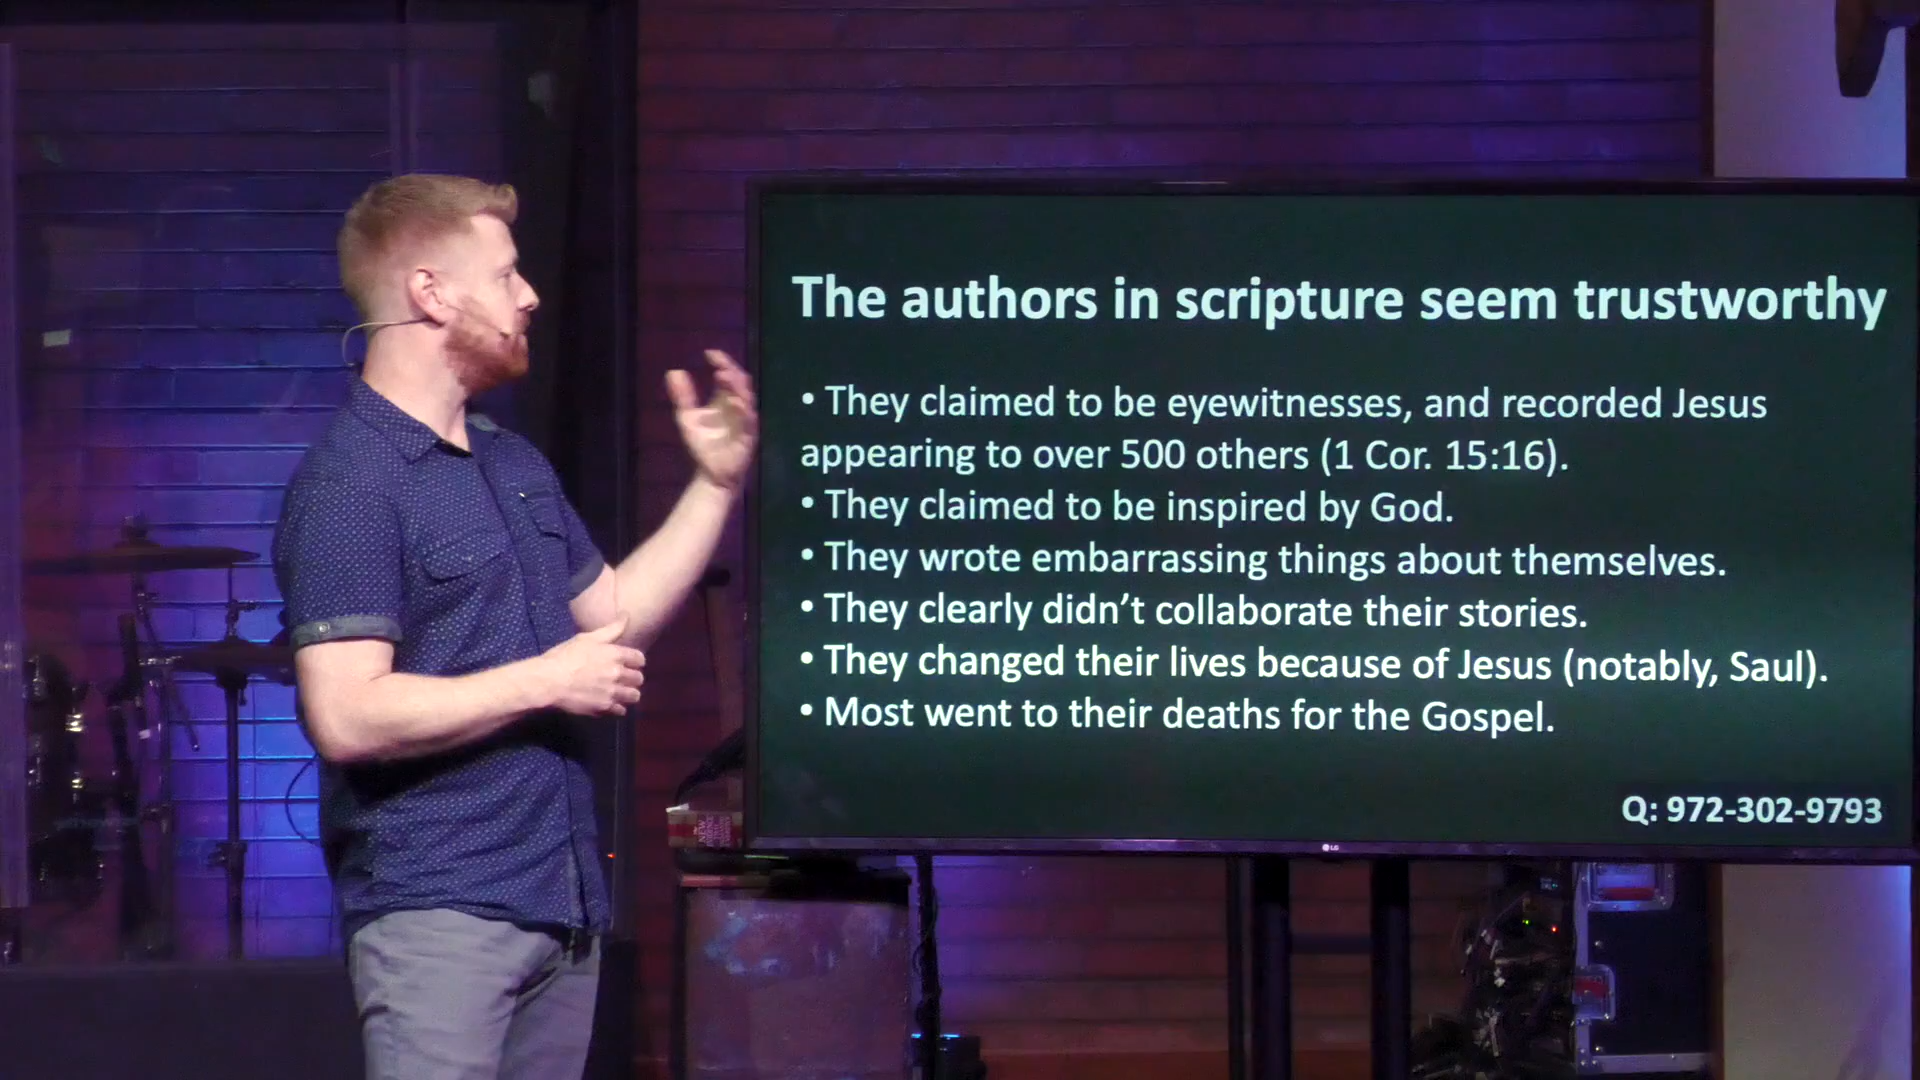 The authors in scripture seem trustworthy
• They claimed to be eyewitnesses, and recorded Jesus
appearing to over 500 others (1 Cor. 15:16).
• They claimed to be inspired by God.
• They wrote embarrassing things about themselves.
• They clearly didn’t collaborate their stories.
• They changed their lives because of Jesus (notably, Saul).
• Most went to their deaths for the Gospel.
Q: 972-302-9793
LG